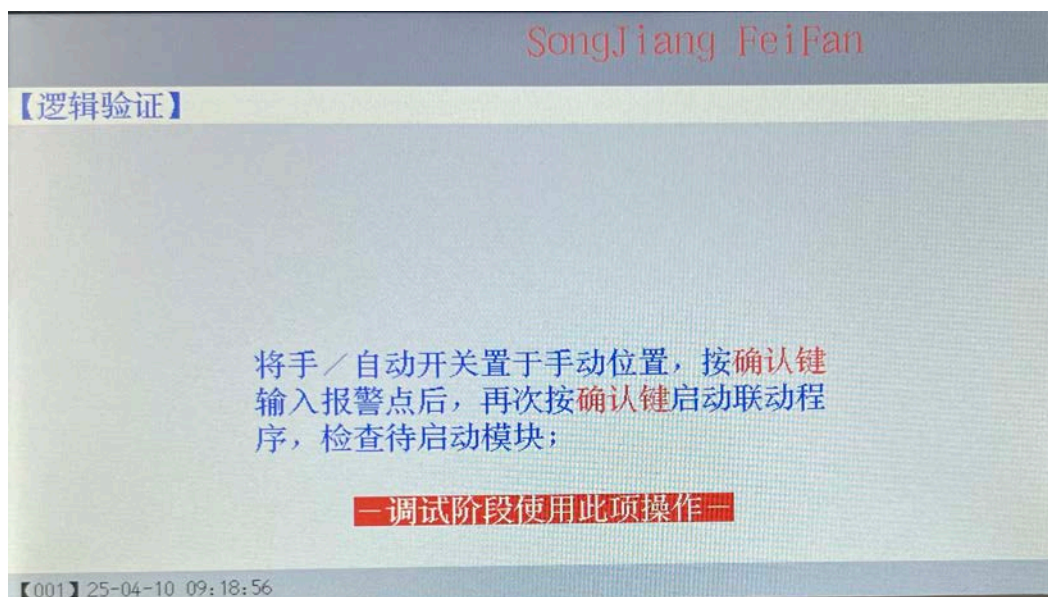 SongJiang FeiFan
【逻辑验证】
将手／自动开关置于手动位置，按确认键
输入报警点后，再次按确认键启动联动程
序，检查待启动模块；
－调试阶段使用此项操作－
【001】25-04-10 09:18:56